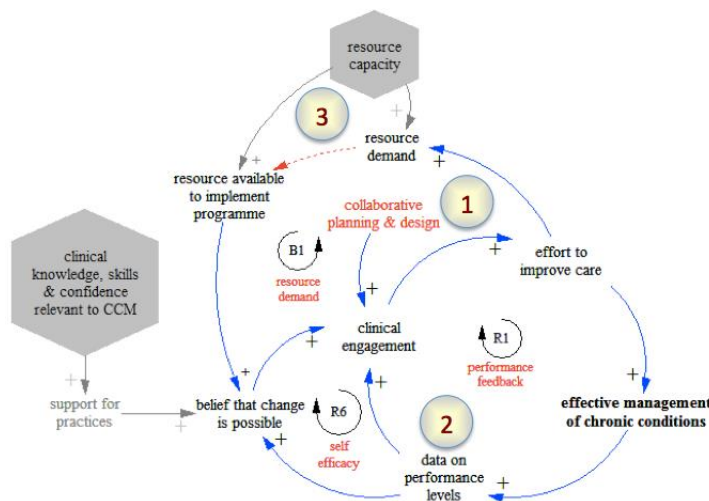 resource
capacity
3
+
resource
demand
+
+
resource available
to implement
programme
collaborative
planning & design
1
+
clinical
knowledge, skills
& confidence
relevant to CCM
B1
resource
demand
effort to
improve care
+
clinical
engagement
+
R1
performance
feedback
+
+
+
support for
practices
+
belief that change
is possible
+
R6
self
efficacy
2
effective management
of chronic conditions
data on
performance
levels
+